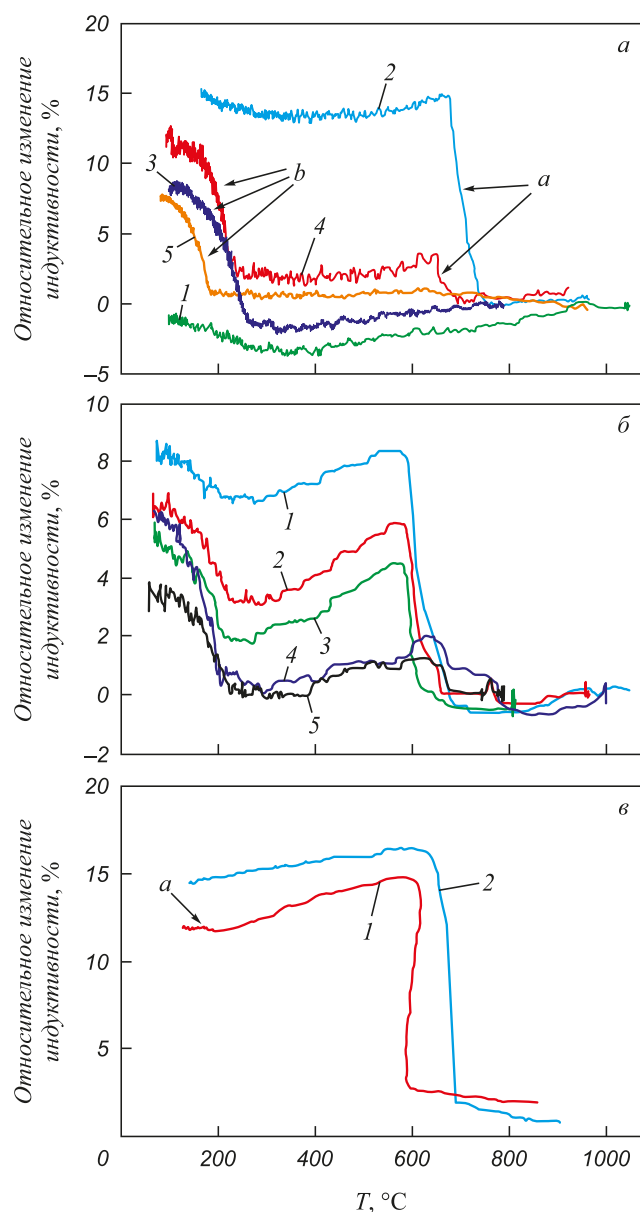 20
15
10
5
0
–5
Относительное изменение
индуктивности, %
а
2
3
b
a
5
4
1
10
8
6
4
2
0
–2
Относительное изменение
индуктивности, %
б
1
2
3
4
5
20
15
10
5
Относительное изменение
индуктивности, %
в
a
1
2
0 200 400 600 800 1000
T, °C